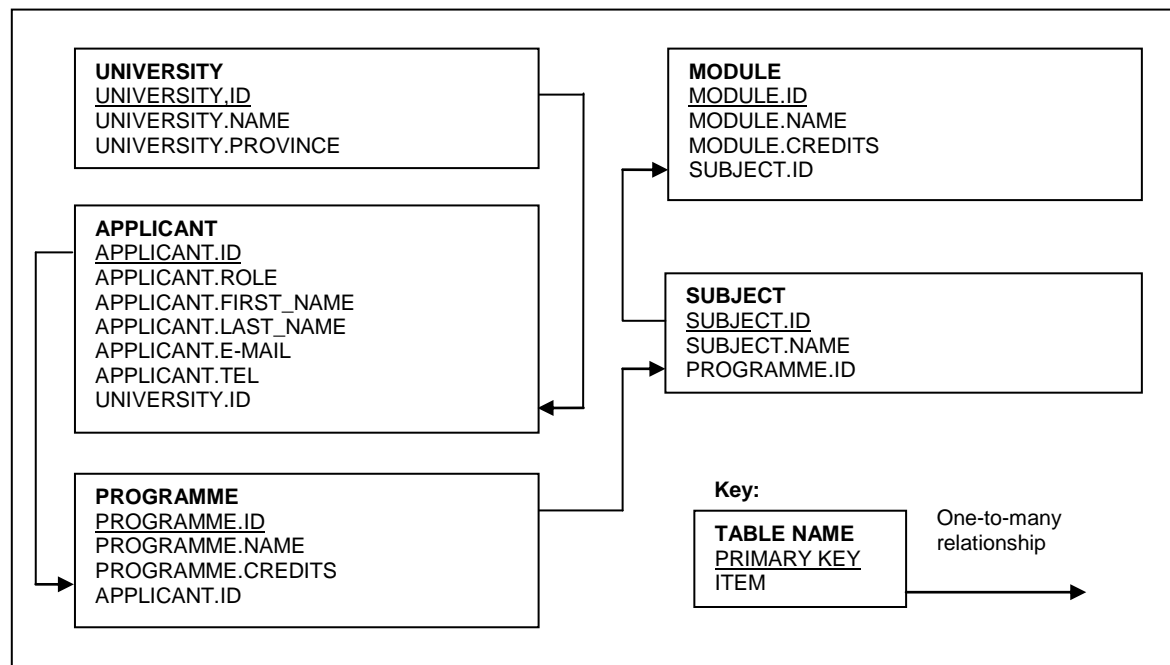 UNIVERSITY
UNIVERSITY,ID
UNIVERSITY.NAME
UNIVERSITY.PROVINCE
APPLICANT
APPLICANT.ID
APPLICANT.ROLE
APPLICANT.FIRST_NAME
APPLICANT.LAST_NAME
APPLICANT.E-MAIL
APPLICANT.TEL
UNIVERSITY.ID
PROGRAMME
PROGRAMME.ID
PROGRAMME.NAME
PROGRAMME.CREDITS
APPLICANT.ID
MODULE
MODULE.ID
MODULE.NAME
MODULE.CREDITS
SUBJECT.ID
SUBJECT
SUBJECT.ID
SUBJECT.NAME
PROGRAMME.ID
Key:
TABLE NAME
PRIMARY KEY
ITEM
One-to-many
relationship